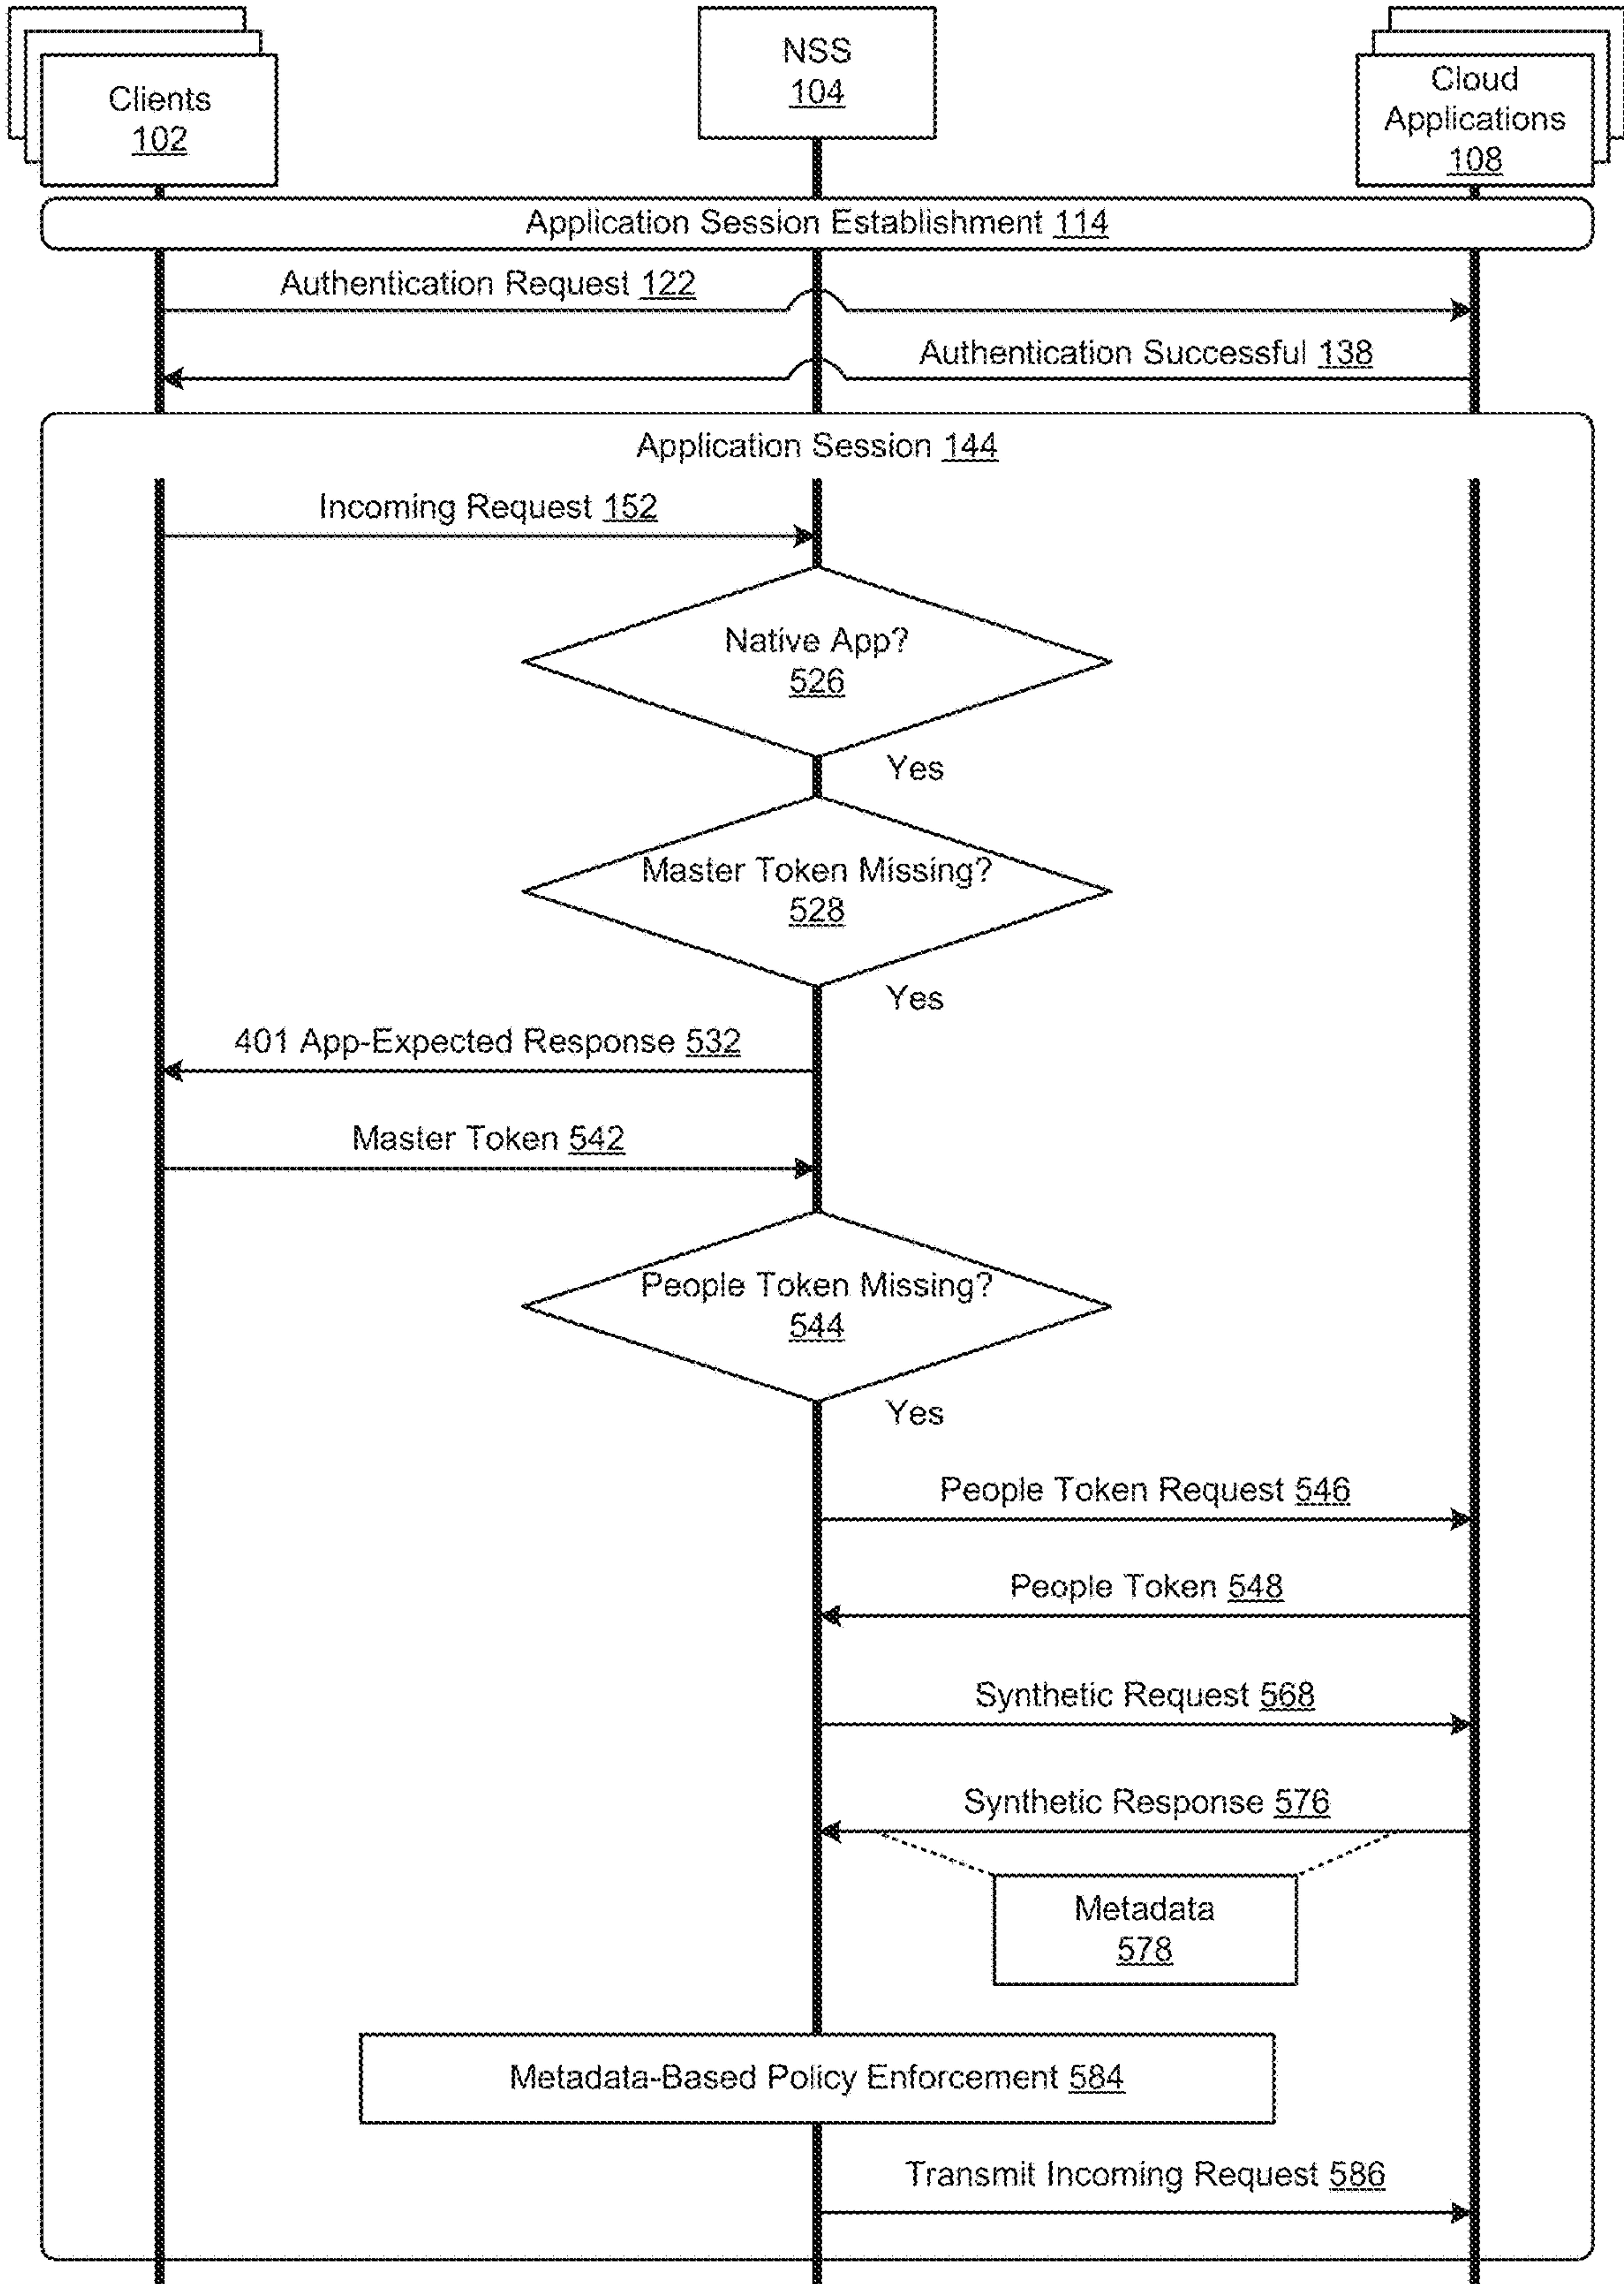 Clients
102
NSS
104
Cloud
Applications
108
Application Session Establishment 114
Authentication Request 122
Authentication Successful 138
Application Session 144
Incoming Request 152
Native App?
526
Yes
Master Token Missing?
528
Yes
401 App-Expected Response 532
Master Token 542
People Token Missing?
544
Yes
People Token Request 546
People Token 548
Synthetic Request 568
Synthetic Response 576
Metadata
578
Metadata-Based Policy Enforcement 584
Transmit Incoming Request 586